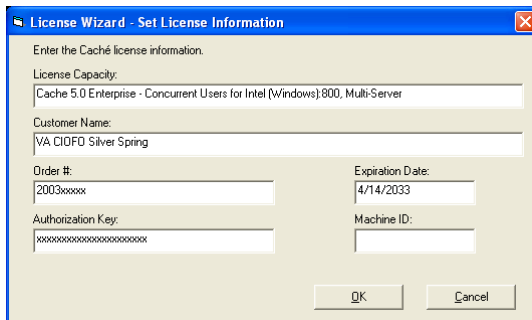 License Wizard - Set License Information
Enter the Caché license information.
License Capacity:
Cache 5.0 Enterprise - Concurrent Users for Intel (Windows):800, Multi-Server
Customer Name:
VA CIOFO Silver Spring
Order #: Expiration Date:
2003xxxxx 4/14/2033
Authorization Key: Machine ID:
xxxxxxxxxxxxxxxxxxxxx
OK Cancel